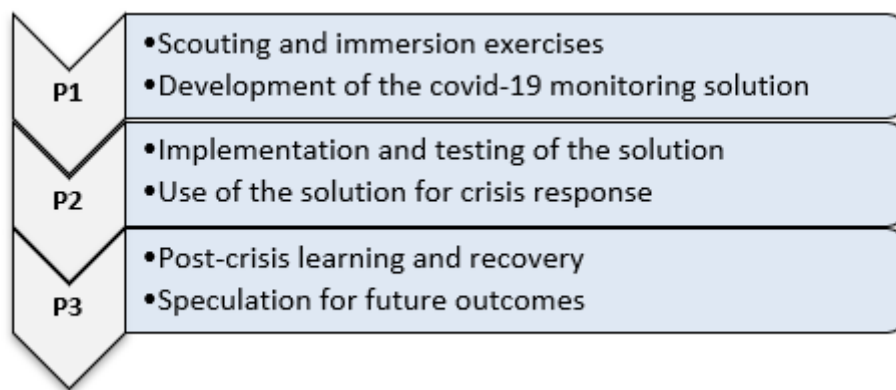 P1
•Scouting and immersion exercises
•Development of the covid-19 monitoring solution
P2
•Implementation and testing of the solution
•Use of the solution for crisis response
P3
•Post-crisis learning and recovery
•Speculation for future outcomes